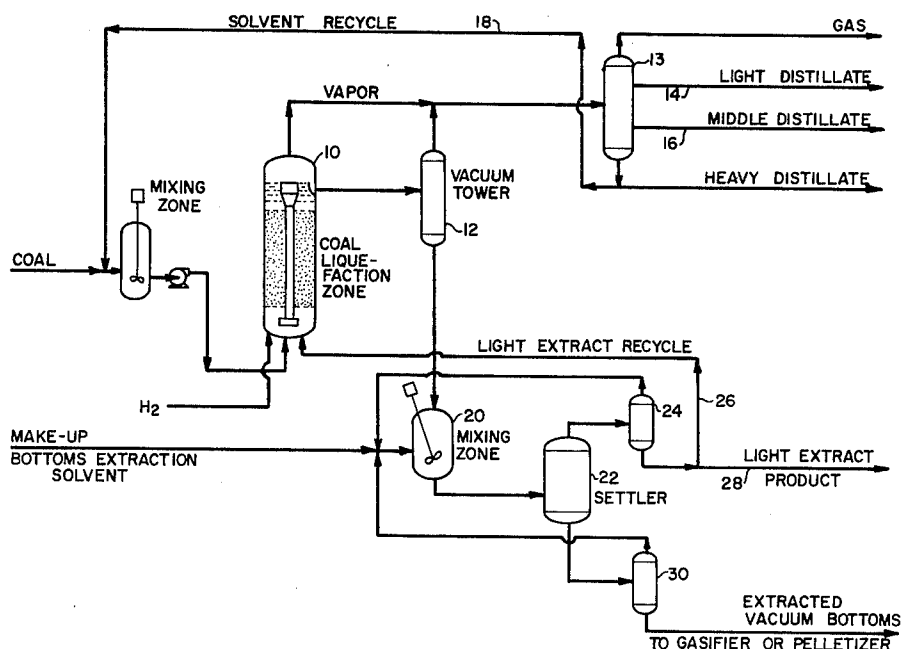 SOLVENT RECYCLE
18
GAS
13
LIGHT DISTILLATE
14
VAPOR
MIDDLE DISTILLATE
16
10
MIXING
ZONE
VACUUM
TOWER
HEAVY DISTILLATE
12
COAL
COAL
LIQUE-
FACTION
ZONE
LIGHT EXTRACT RECYCLE
H2
20
MIXING
ZONE
24
26
MAKE-UP
BOTTOMS EXTRACTION
SOLVENT
22
SETTLER
LIGHT EXTRACT
28
PRODUCT
30
EXTRACTED
VACUUM BOTTOMS
TO GASIFIER OR PELLETIZER